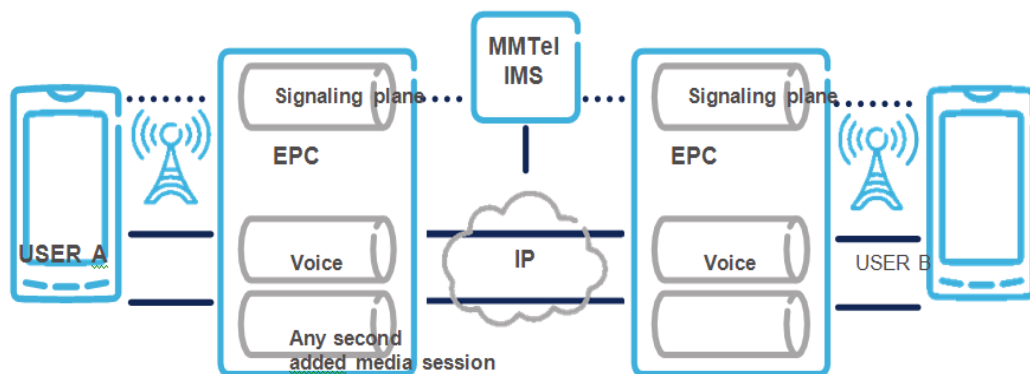 MMTel
IMS
Signaling plane
Signaling plane
EPC
EPC
USER A
Voice
IP
Voice
USER B
Any second
added media session